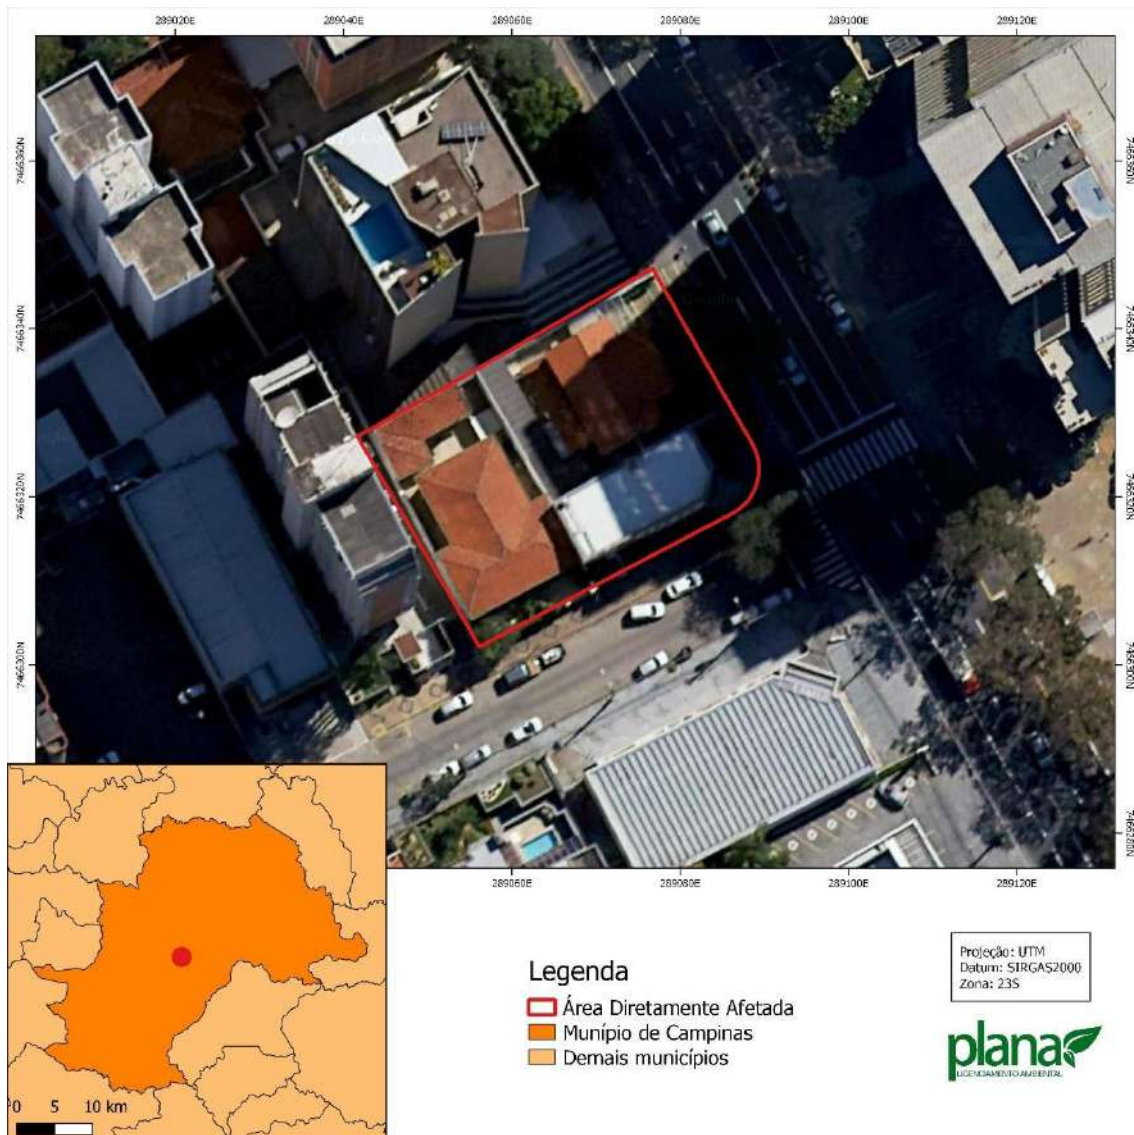 289020E 289040E 289060E 289080E 289100E 289120E
7466360N 7466360N
7466340N 7466340N
7466320N 7466320N
7466300N 7466300N
7466280N
289060E 289080E 289100E 289120E
0 5 10 km
Legenda
Área Diretamente Afetada
Munípio de Campinas
Demais municípios
Projeção: UTM
Datum: SIRGAS2000
Zona: 23S
plana
LICENCIAMENTO AMBIENTAL